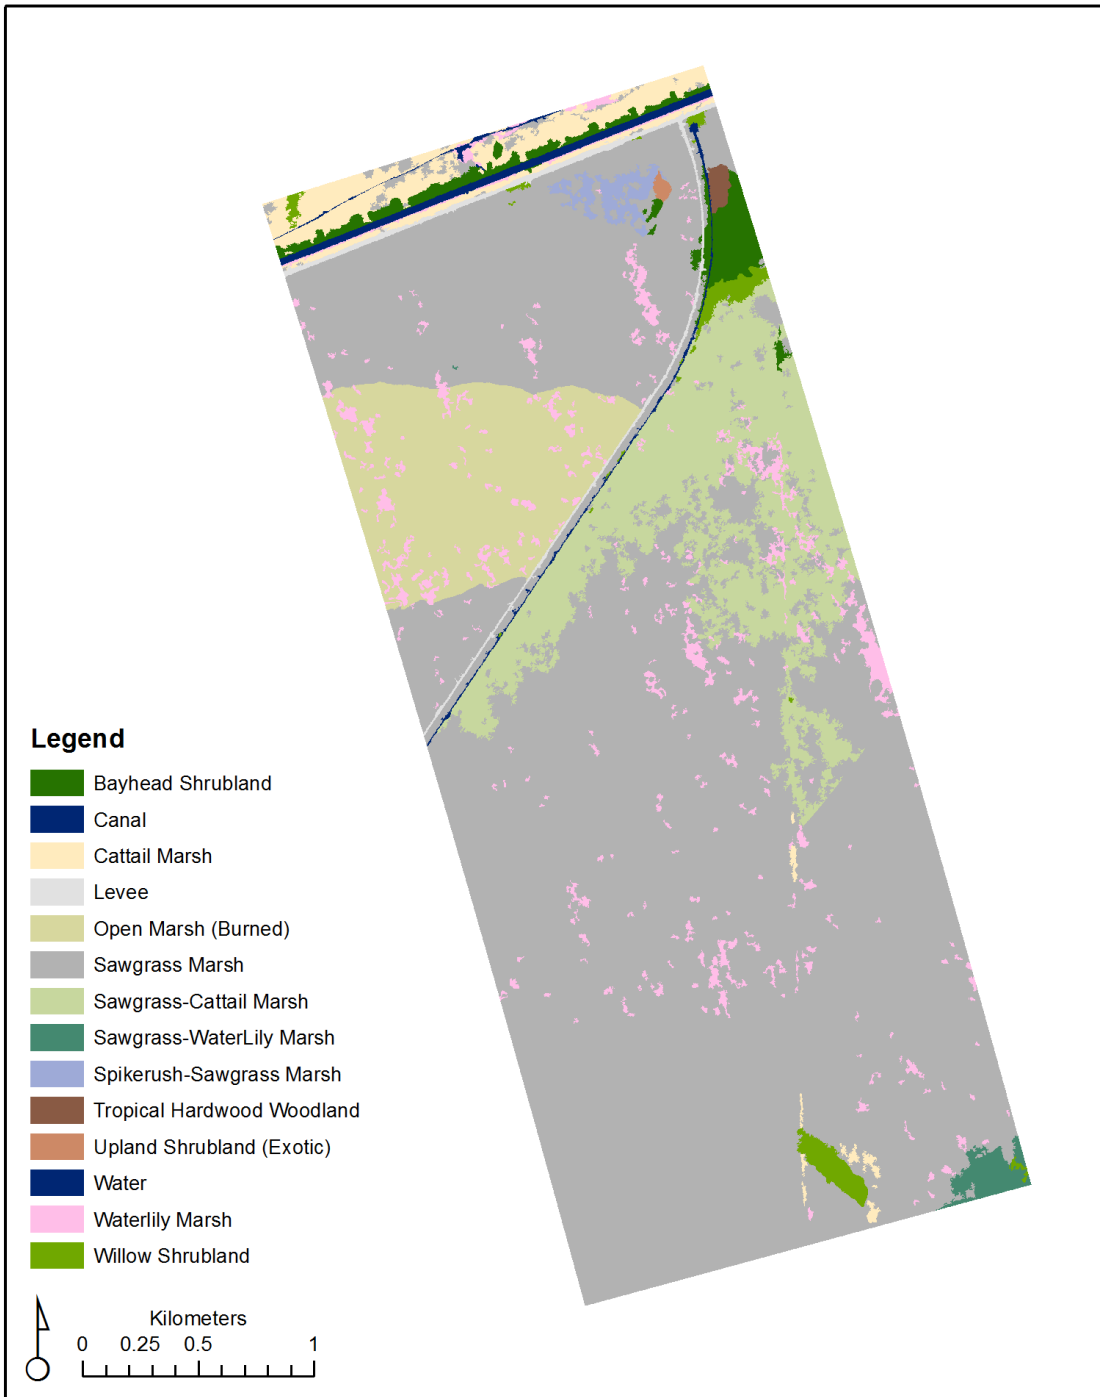 Legend
Bayhead Shrubland
Canal
Cattail Marsh
Levee
Open Marsh (Burned)
Sawgrass Marsh
Sawgrass-Cattail Marsh
Sawgrass-WaterLily Marsh
Spikerush-Sawgrass Marsh
Tropical Hardwood Woodland
Upland Shrubland (Exotic)
Water
Waterlily Marsh
Willow Shrubland
Kilometers
0 0.25 0.5 1